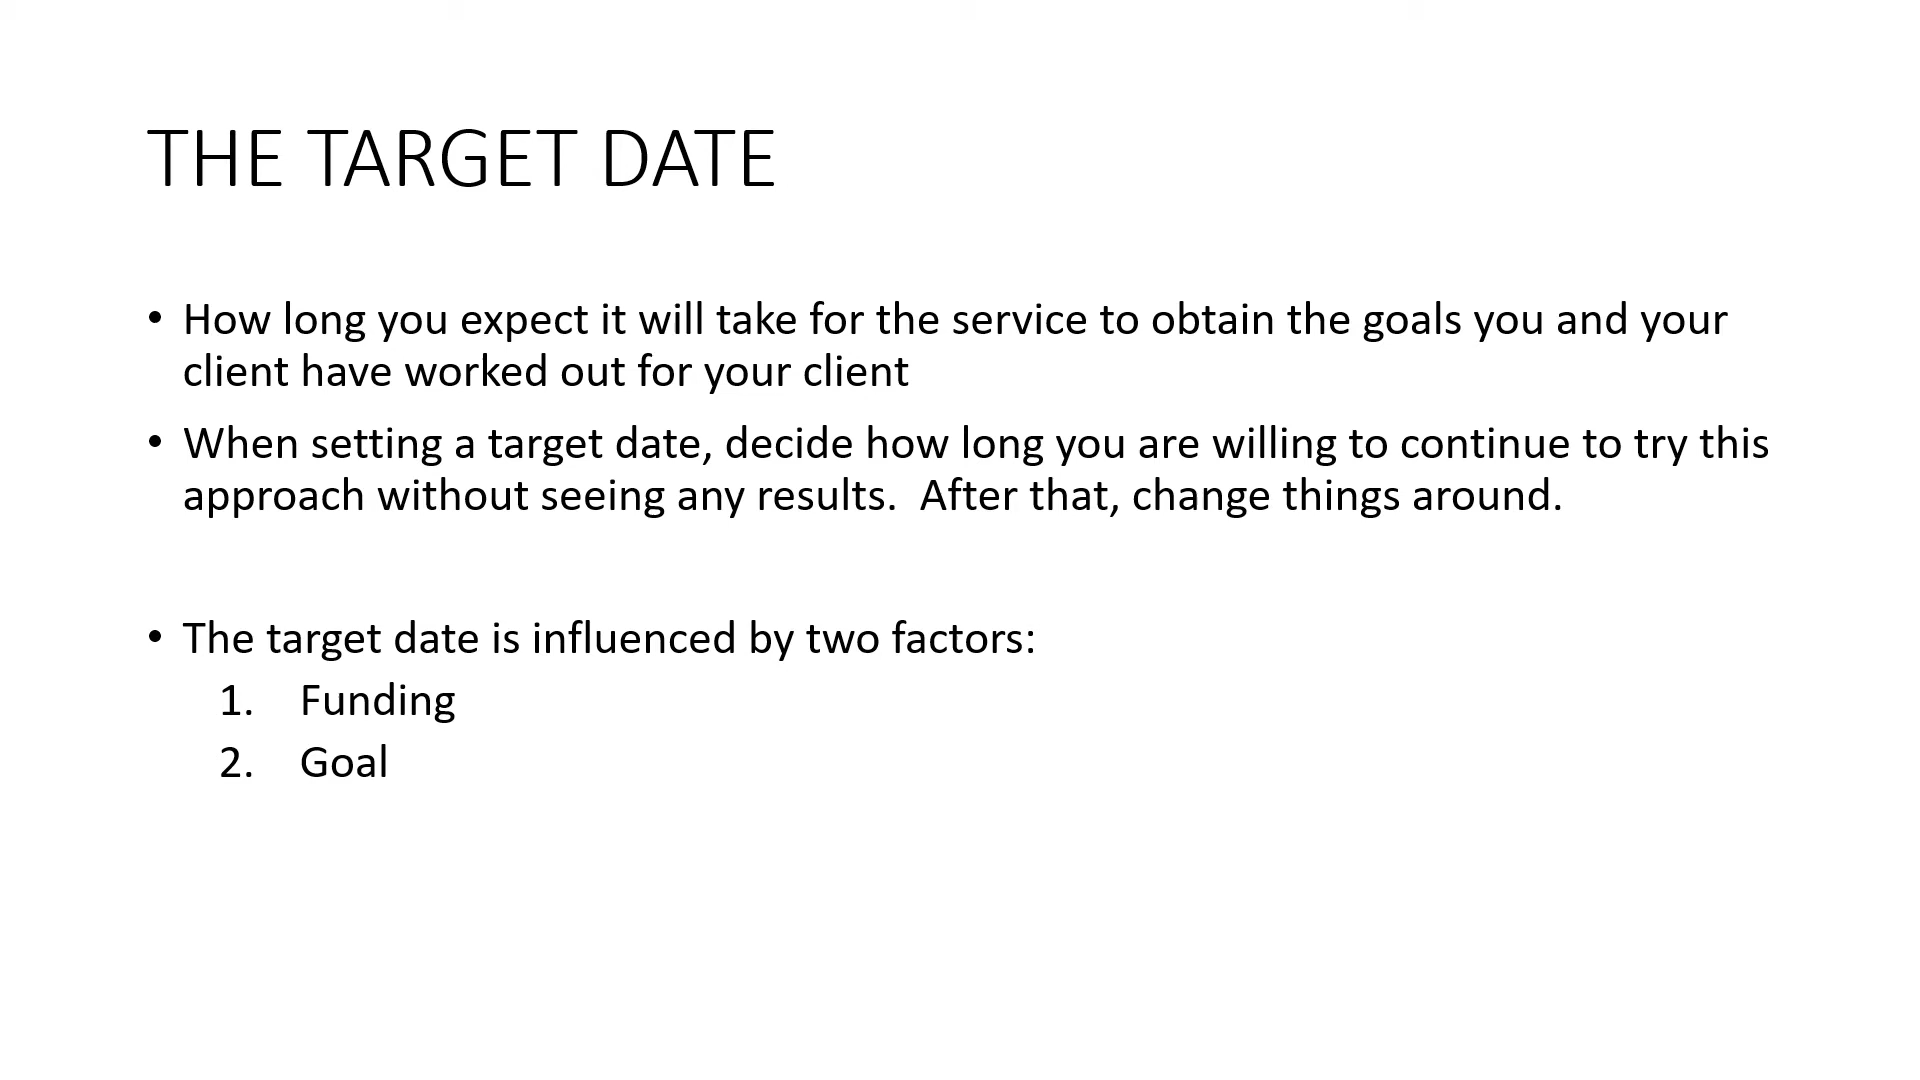 THE TARGET DATE
• How long you expect it will take for the service to obtain the goals you and your
client have worked out for your client
• When setting a target date, decide how long you are willing to continue to try this
approach without seeing any results.  After that, change things around.
• The target date is influenced by two factors:
1. Funding
2. Goal